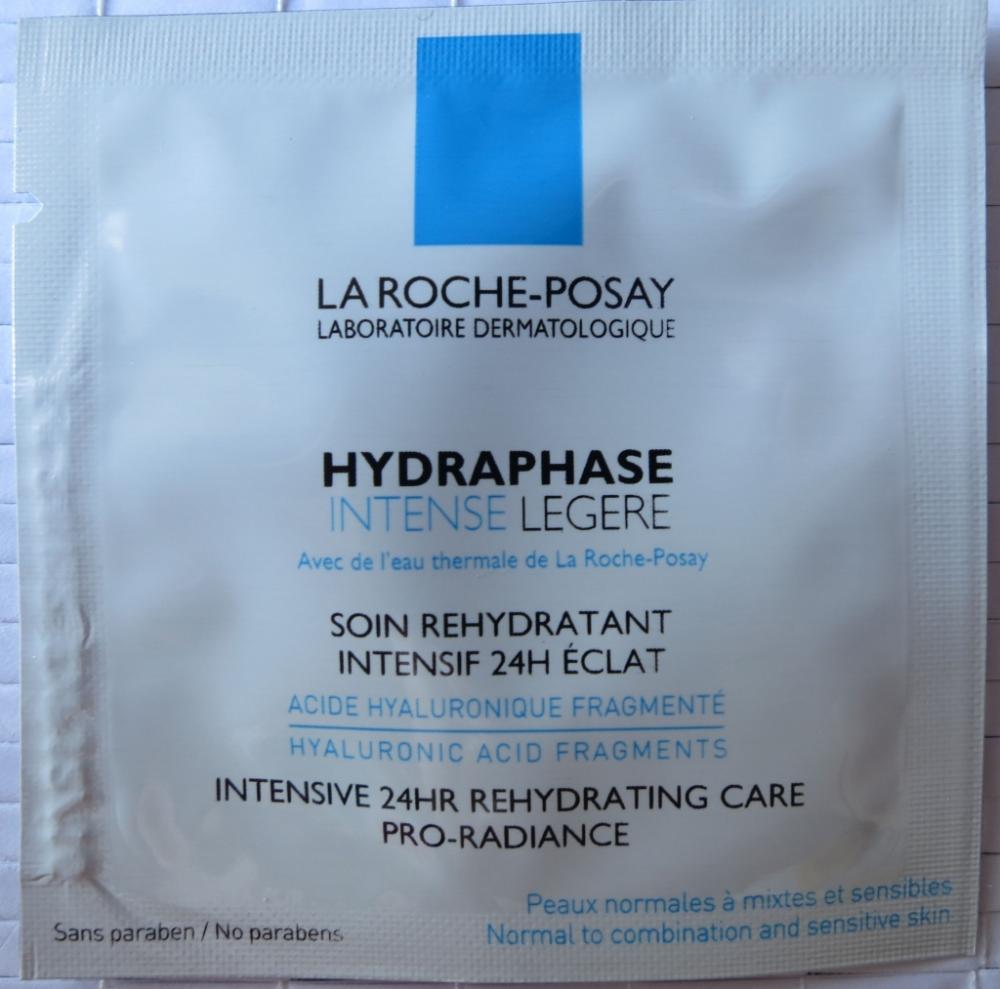 LA ROCHE-POSAY
LABORATOIRE DERMATOLOGIQUE
HYDRAPHASE
INTENSE LEGERE
Avec de l'eau thermale de La Roche-Posay
SOIN REHYDRATANT
INTENSIF 24H ÉCLAT
ACIDE HYALURONIQUE FRAGMENTÉ
HYALURONIC ACID FRAGMENTS
INTENSIVE 24HR REHYDRATING CARE
PRO-RADIANCE
Peaux normales à mixtes et sensibles
Normal to combination and sensitive skin
Sans paraben / No parabens